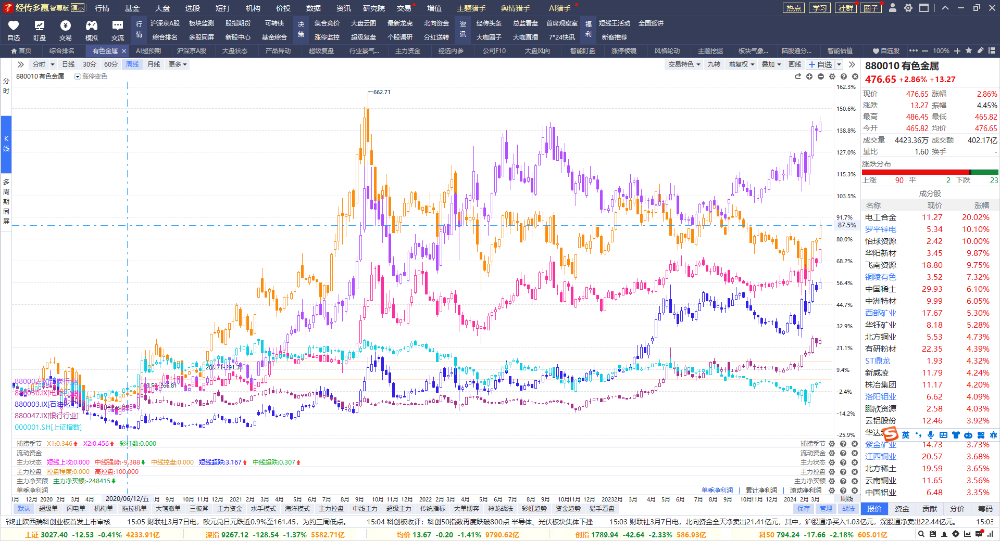 经传多赢 智尊版 演示 行情 基金 大盘 选股 短打 机构 价投 数据 资讯 研究院 交易 增值 主题猎手 舆情猎手 AI猎手 热点 学习 社群 圈子
行情 沪深京A股 板块监测 股指期货 可转债 决策 集合竞价 大盘云图 最新龙虎 北向资金 资讯 经传头条 总监看盘 首席观察室 福利 短线王活动 全国巡讲
自选 盯盘 交易 模拟 交流 综合排名 多股同屏 新股中心 基金综合 涨停监控 超级复盘 个股调研 分红送转 大咖圈子 大咖直播 7*24快讯 新客推荐
首页 综合排名 有色金属 AI超预期 沪深京A股 大盘状态 产品异动 超级复盘 行业景气... 主力资金 经选内参 公司F10 大盘风向 智能盯盘 涨停棱镜 风格轮动 主题挖掘 板块气象... 陆股通分... 智能估值 自选股 100%
分时 日线 30分 60分 周线 月线 更多 交易特色 九转 前复权 叠加 画线 自选
880010 有色金属 涨停变色
分时
K线
多周期同屏
162.3%
662.71
150.6%
138.8%
127.0%
115.3%
103.5%
91.7%
87.5%
80.0%
68.2%
56.4%
44.7%
32.9%
21.1%
9.4%
-2.4%
-14.2%
-25.9%
880003.IX[石油化工]
880047.IX[银行行业]
000001.SH[上证指数]
捕捞季节 X1:0.346 X2:0.456 彩柱数:0.000 捕捞季节
流动资金 流动资金
主力状态 短线上攻:0.000 中线强势:-9.388 中线控盘:0.000 短线超跌:3.167 中线超跌:0.307 主力状态
主力控盘 控盘程度:0.000 高控盘:100.000 主力控盘
主力净买额 主力净买额:-248415 主力净买额
单季净利润 单季净利润 累计净利润 滚动净利润
月 12月 2020 2月 3月 4月 2020/06/12/五 月 9月 10月 11月 12月 2021 2月 3月 4月 5月 6月 7月 8月 9月 10月 11月 12月 2022 2月 3月 4月 5月 6月 7月 8月 9月 10月 11月 12月 2023 2月 3月 4月 5月 6月 7月 8月 9月 10月 11月 12月 2024 2月 3月 周线
默认 超级单 闪电单 机构单 拖拉机单 大笔撤单 三板斧 主力资金 水手模式 海洋模式 主力控盘 中线主力 超级主力 传统指标 大单博弈 神龙战法 彩虹趋势 资金趋势 猎手看盘 保存 管理 战法
880010 有色金属
476.65 +2.86% +13.27
现价 476.65 涨幅 2.86%
涨跌 13.27 振幅 4.45%
最高 486.45 最低 465.82
今开 465.82 均价 476.65
成交量 4423.36万 成交额 402.17亿
量比 1.60 换手 -
涨跌分布
上涨 90 平 2 下跌 23
成分股
名称 现价 涨幅
电工合金 11.27 20.02%
罗平锌电 5.34 10.10%
怡球资源 2.42 10.00%
华阳新材 3.45 9.87%
飞南资源 18.80 9.75%
铜陵有色 3.52 7.32%
中国稀土 29.93 6.10%
中洲特材 9.99 6.05%
西部矿业 17.67 5.30%
华钰矿业 8.18 5.28%
北方铜业 5.53 4.73%
有研粉材 22.35 4.39%
ST鼎龙 1.93 4.32%
新威凌 11.79 4.24%
株冶集团 11.17 4.20%
洛阳钼业 6.62 4.09%
鹏欣资源 2.58 4.03%
云铝股份 12.46 3.92%
华达 英
紫金矿业 14.73 3.73%
江西铜业 20.57 3.68%
北方稀土 19.59 3.65%
云南铜业 11.65 3.56%
中国铝业 6.48 3.35%
报价 资金 贡献 分价 筹码
终止陕西瑞科创业板首发上市审核 15:05 财联社3月7日电，欧元兑日元跌近0.9%至161.45，为约三周低点。 15:04 科创板收评：科创50指数再度跌破800点 半导体、光伏板块集体下挫 15:03 财联社3月7日电，北向资金全天净卖出21.41亿元，其中，沪股通净买入1.03亿元，深股通净卖出22.44亿元。 15:03
上证 3027.40 -12.53 -0.41% 4233.91亿 深指 9267.12 -128.54 -1.37% 5582.71亿 均价 13.67 -0.20 -1.41% 9790.62亿 创指 1789.94 -42.64 -2.33% 586.93亿 科50 794.24 -17.66 -2.18% 605.01亿